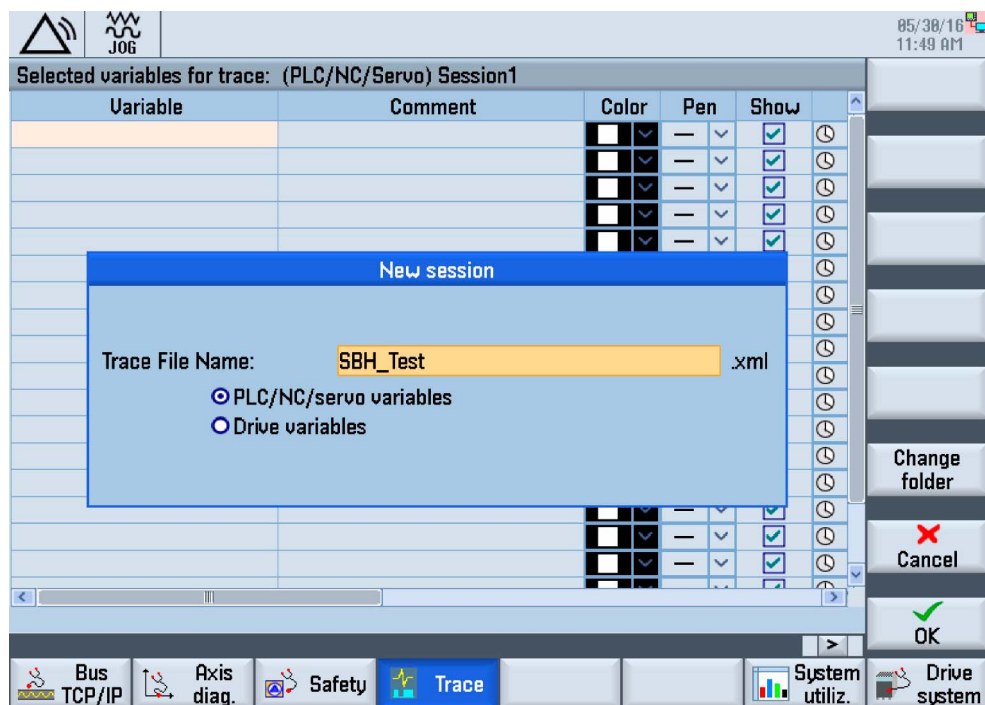 JOG
05/30/16
11:49 AM
Selected variables for trace: (PLC/NC/Servo) Session1
Variable Comment Color Pen Show
New session
Trace File Name: SBH_Test .xml
PLC/NC/servo variables
Drive variables
Change
folder
Cancel
OK
>
Bus
TCP/IP
Axis
diag.
Safety
Trace
System
utiliz.
Drive
system